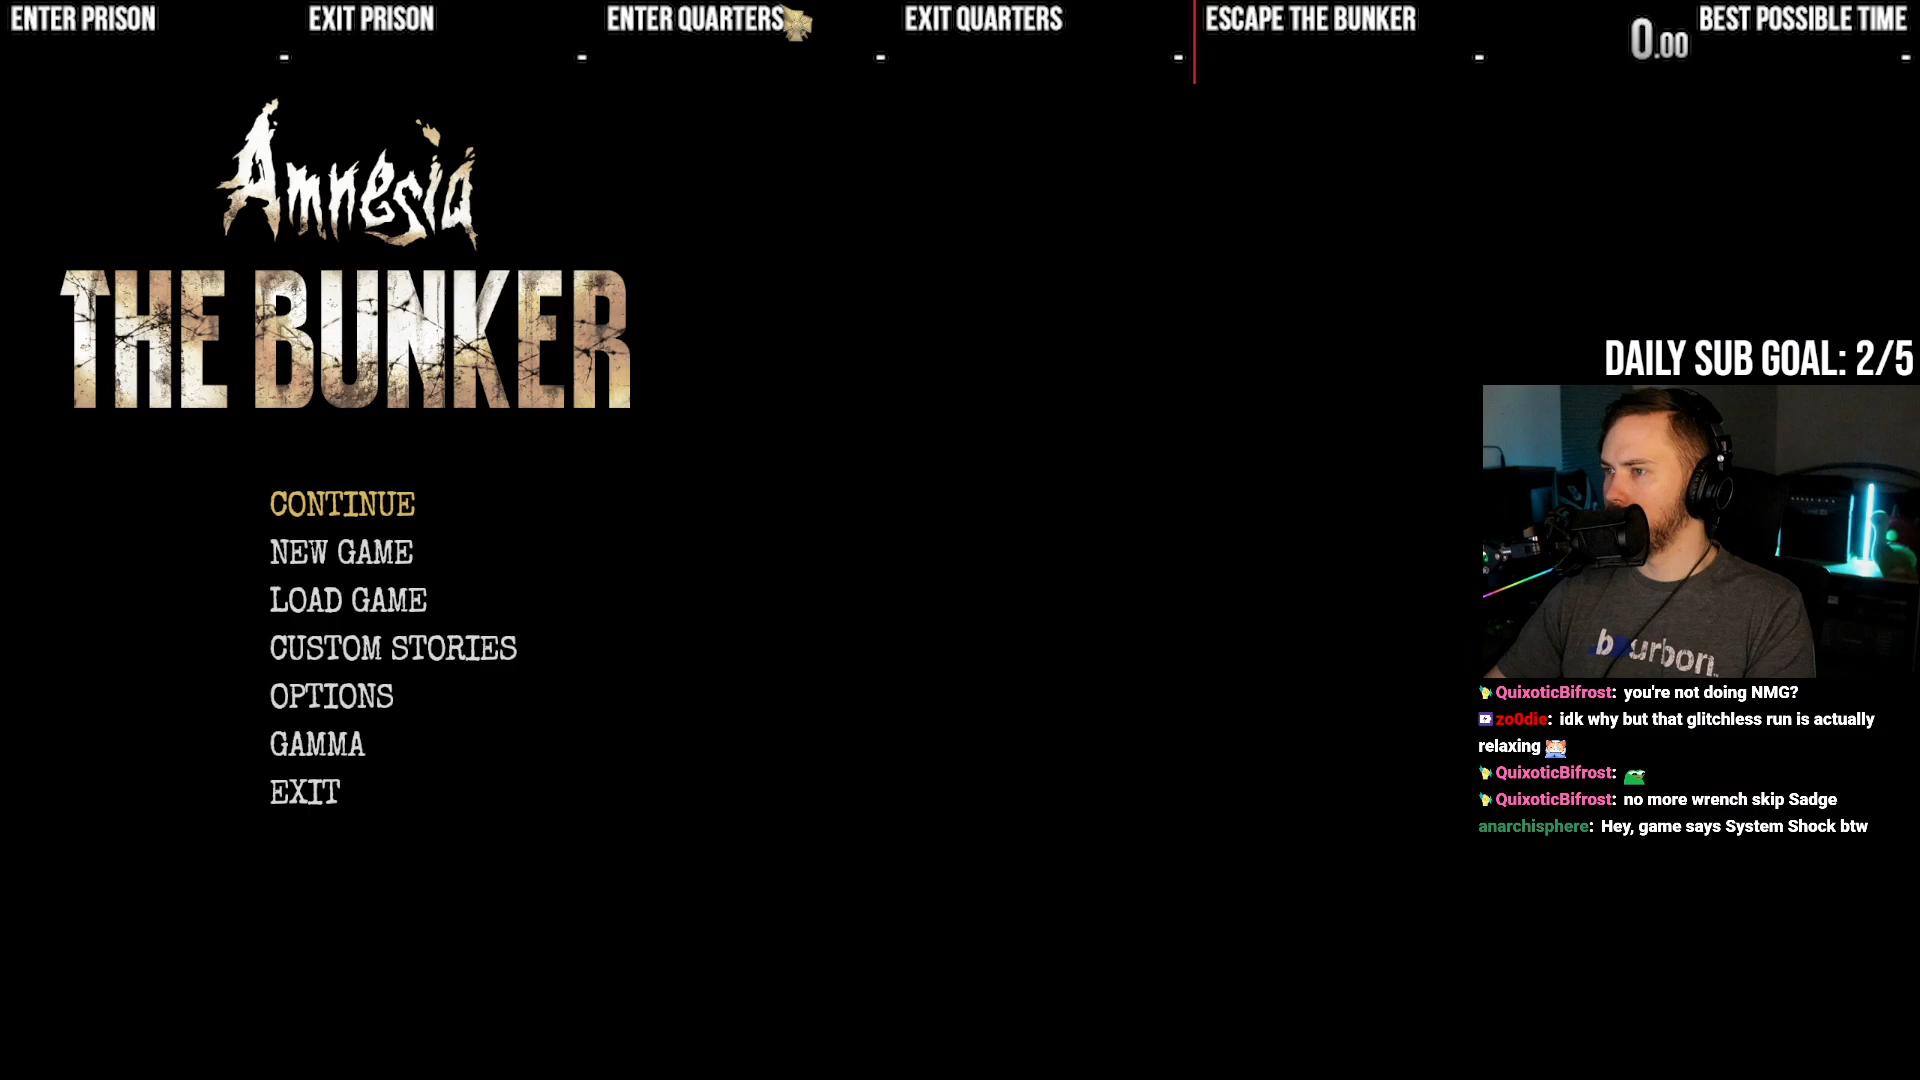 ENTER PRISON
EXIT PRISON
ENTER QUARTERS
EXIT QUARTERS
ESCAPE THE BUNKER
0.00
BEST POSSIBLE TIME
- - - - - -
Amnesia
THE BUNKER
CONTINUE
NEW GAME
LOAD GAME
CUSTOM STORIES
OPTIONS
GAMMA
EXIT
DAILY SUB GOAL: 2/5
bourbon
QuixoticBifrost: you're not doing NMG?
zo0die: idk why but that glitchless run is actually
relaxing
QuixoticBifrost:
QuixoticBifrost: no more wrench skip Sadge
anarchisphere: Hey, game says System Shock btw